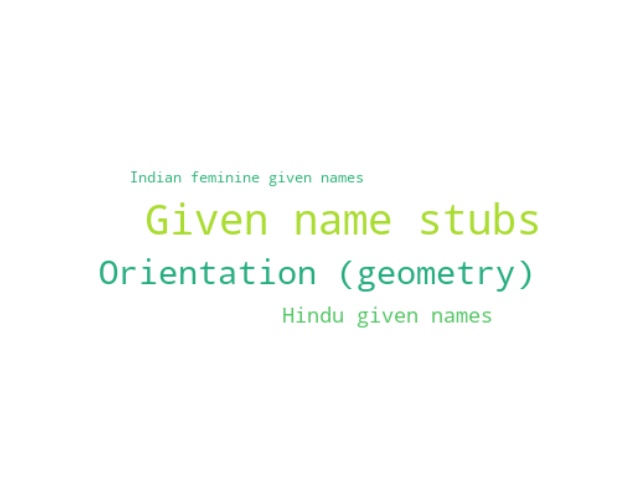 Indian feminine given names
Given name stubs
Orientation (geometry)
Hindu given names